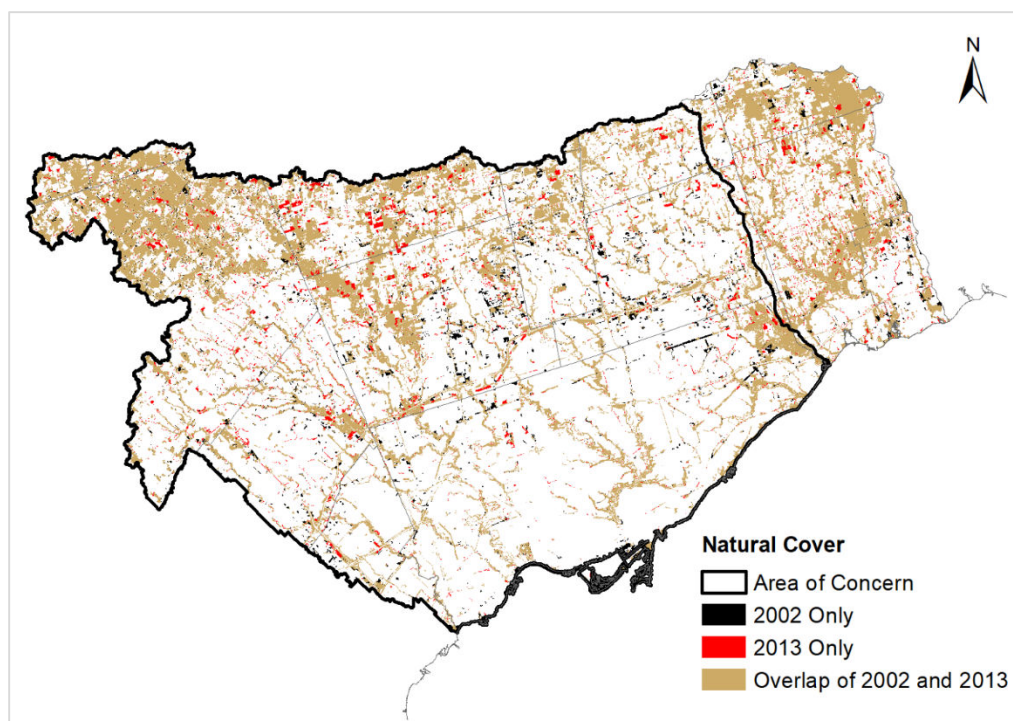 N
Natural Cover
Area of Concern
2002 Only
2013 Only
Overlap of 2002 and 2013